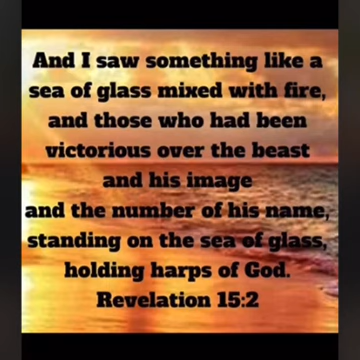 And I saw something like a
sea of glass mixed with fire,
and those who had been
victorious over the beast
and his image
and the number of his name,
standing on the sea of glass,
holding harps of God.
Revelation 15:2